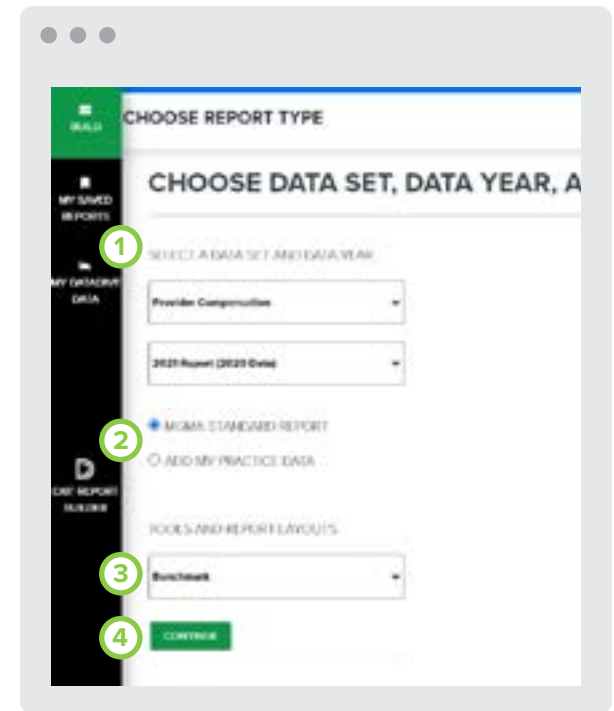 BUILD
CHOOSE REPORT TYPE
CHOOSE DATA SET, DATA YEAR, A
MY SAVED
REPORTS
1
SELECT A DATA SET AND DATA YEAR
MY DATADIVE
DATA
Provider Compensation
2021 Report (2020 Data)
MGMA STANDARD REPORT
2
ADD MY PRACTICE DATA
REPORT
BUILDER
TOOLS AND REPORT LAYOUTS
3
Benchmark
4
CONTINUE